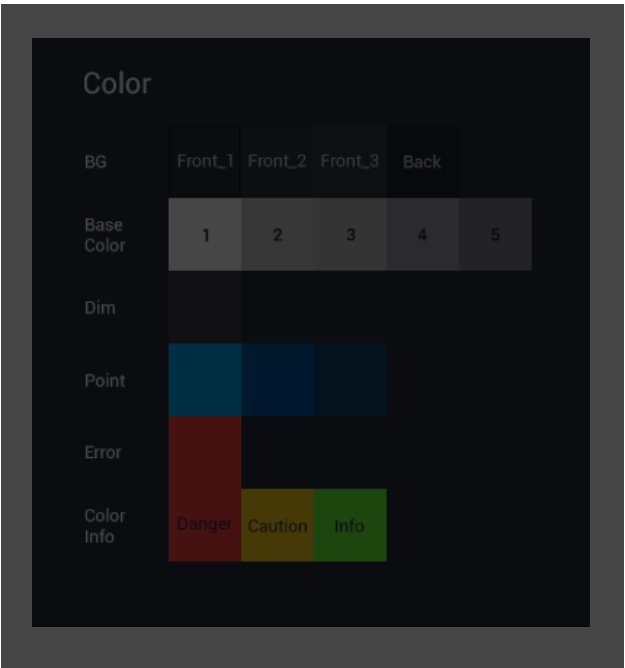 Color
BG
Front_1 Front_2 Front_3 Back
Base
Color
1 2 3 4 5
Dim
Point
Error
Color
Info
Danger Caution Info